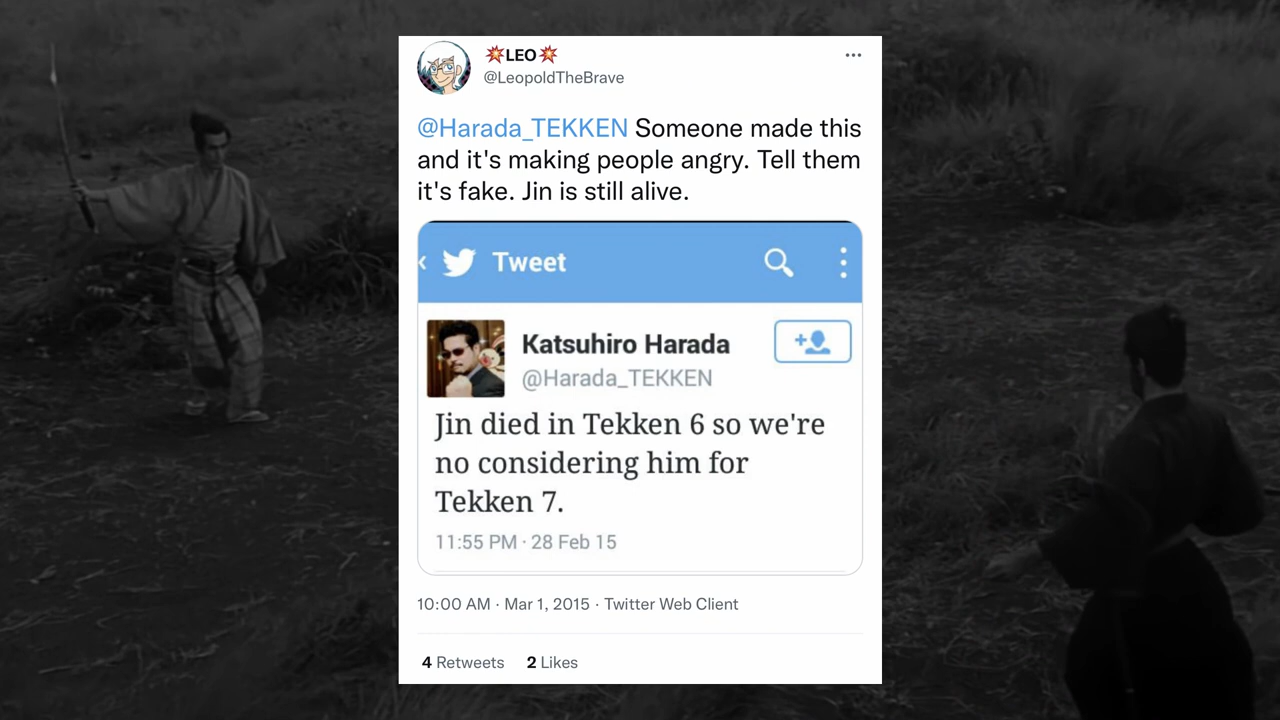 💥LEO💥
@LeopoldTheBrave
@Harada_TEKKEN Someone made this
and it's making people angry. Tell them
it's fake. Jin is still alive.
Tweet
Katsuhiro Harada
@Harada_TEKKEN
Jin died in Tekken 6 so we're
no considering him for
Tekken 7.
11:55 PM · 28 Feb 15
10:00 AM · Mar 1, 2015 · Twitter Web Client
4 Retweets 2 Likes